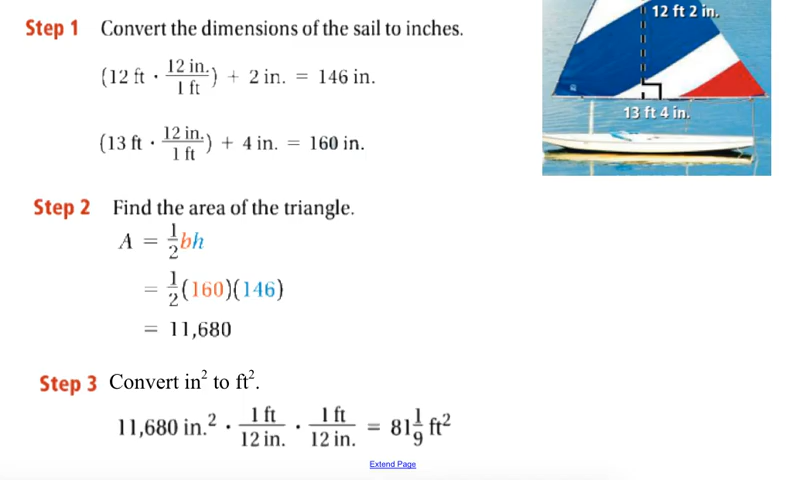 12 ft 2 in.
13 ft 4 in.
Step 1 Convert the dimensions of the sail to inches.
(12 ft · 12 in./1 ft) + 2 in. = 146 in.
(13 ft · 12 in./1 ft) + 4 in. = 160 in.
Step 2 Find the area of the triangle.
A = 1/2 bh
= 1/2 (160)(146)
= 11,680
Step 3 Convert in² to ft².
11,680 in.² · 1 ft/12 in. · 1 ft/12 in. = 81 1/9 ft²
Extend Page